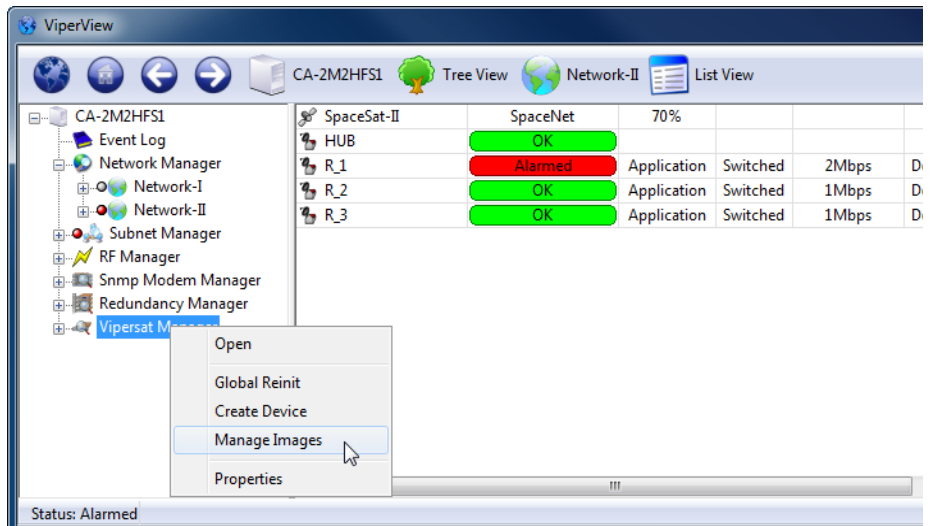 ViperView
CA-2M2HFS1 Tree View Network-II List View
CA-2M2HFS1
Event Log
Network Manager
Network-I
Network-II
Subnet Manager
RF Manager
Snmp Modem Manager
Redundancy Manager
Vipersat
SpaceSat-II SpaceNet 70%
HUB OK
R_1 Alarmed Application Switched 2Mbps
R_2 OK Application Switched 1Mbps
R_3 OK Application Switched 1Mbps
Open
Global Reinit
Create Device
Manage Images
Properties
Status: Alarmed